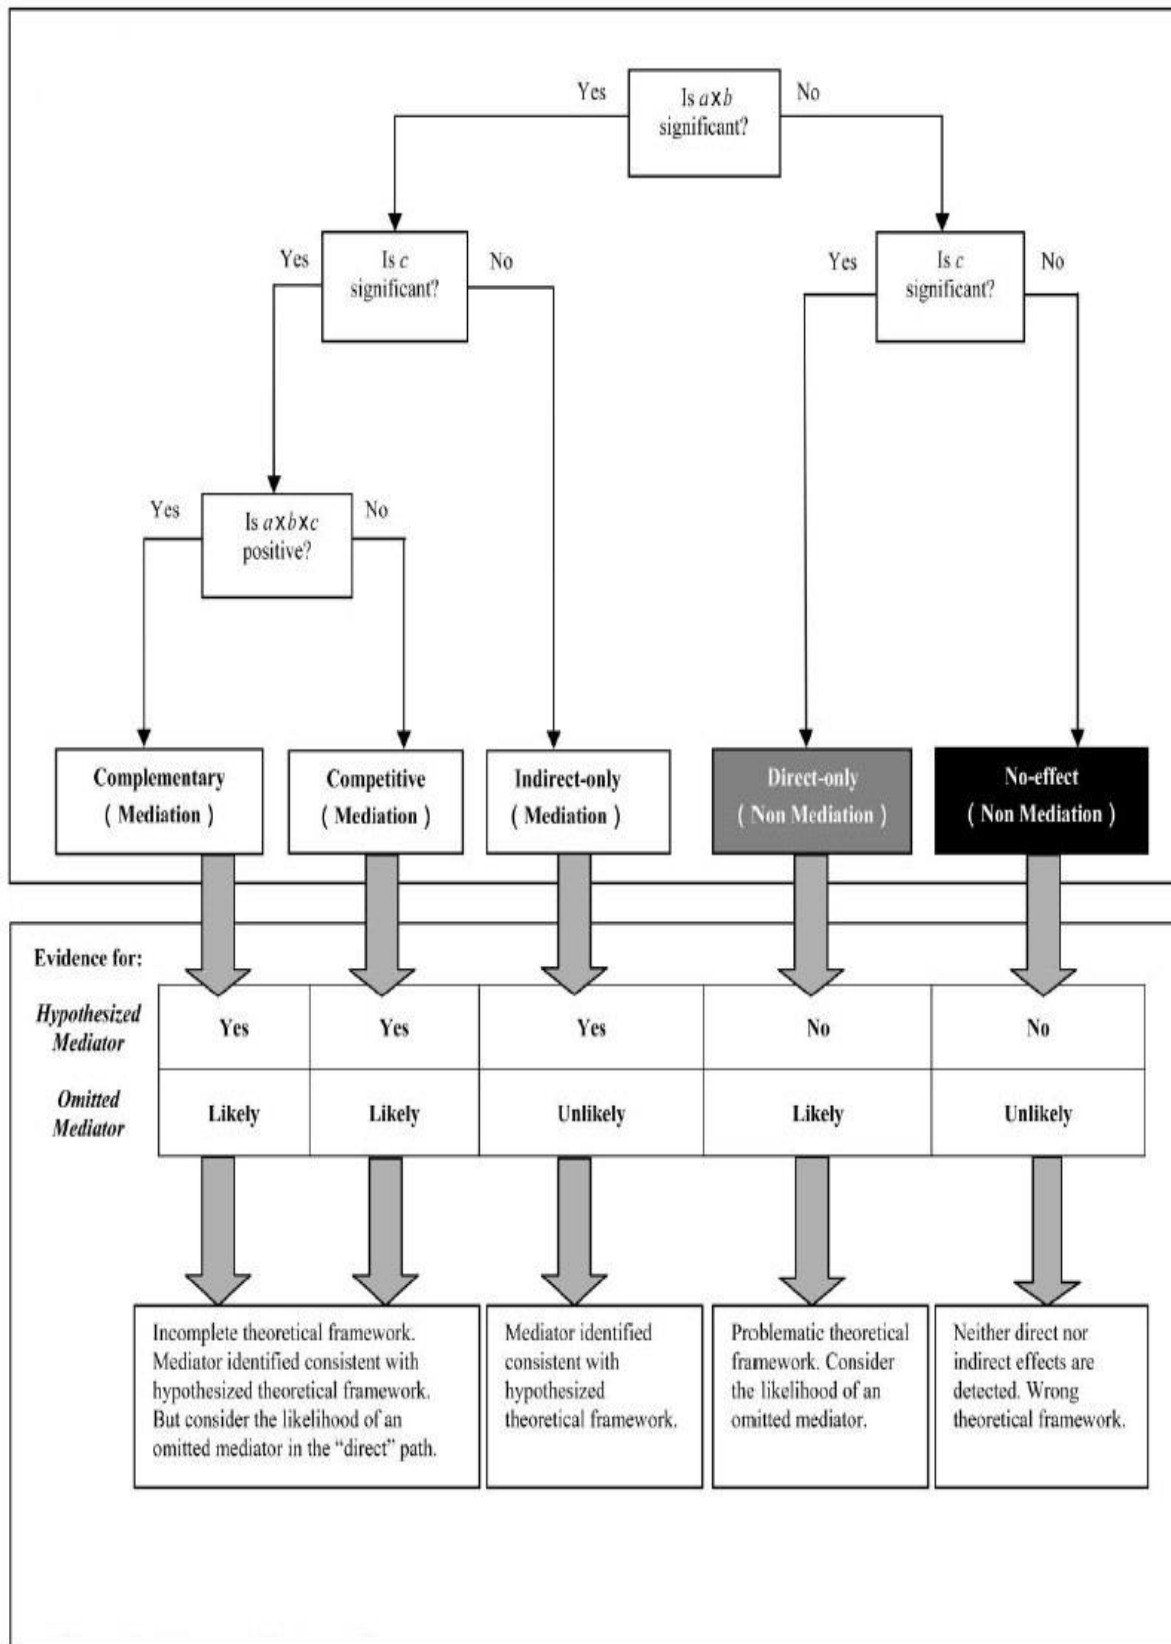 Yes
Is a x b
significant?
No
Yes
Is c
significant?
No
Yes
Is c
significant?
No
Yes
Is a x b x c
positive?
No
Complementary
( Mediation )
Competitive
( Mediation )
Indirect-only
( Mediation )
Direct-only
( Non Mediation )
No-effect
( Non Mediation )
Evidence for:
Hypothesized
Mediator
Yes
Yes
Yes
No
No
Omitted
Mediator
Likely
Likely
Unlikely
Likely
Unlikely
Incomplete theoretical framework.
Mediator identified consistent with
hypothesized theoretical framework.
But consider the likelihood of an
omitted mediator in the “direct” path.
Mediator identified
consistent with
hypothesized
theoretical framework.
Problematic theoretical
framework. Consider
the likelihood of an
omitted mediator.
Neither direct nor
indirect effects are
detected. Wrong
theoretical framework.